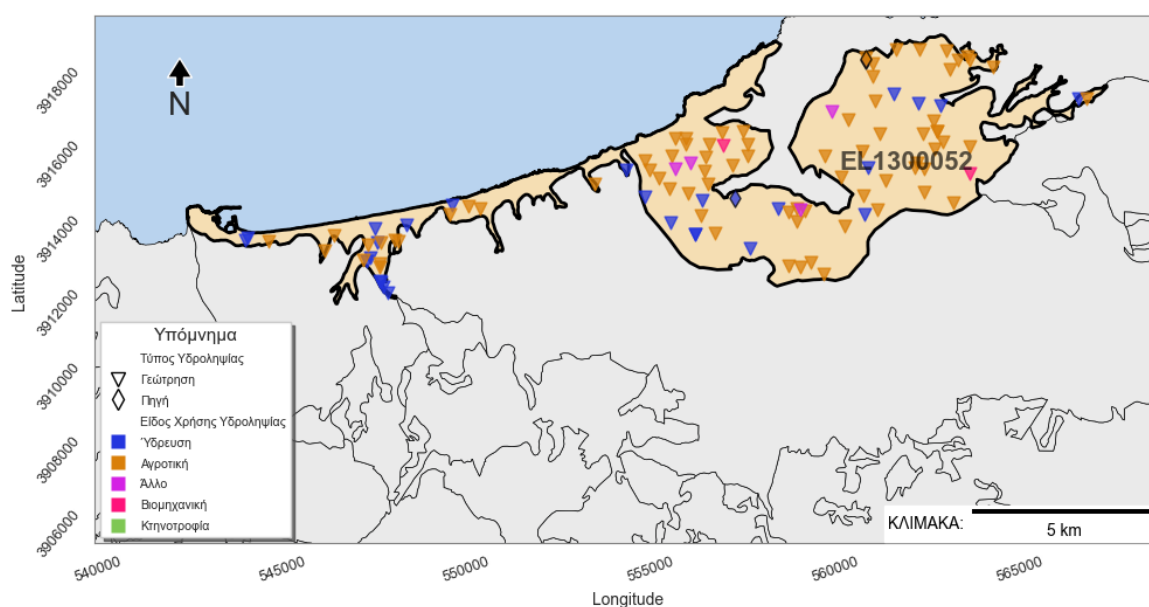 3918000
3916000
3914000
3912000
3910000
3908000
3906000
Latitude
N
EL1300052
Υπόμνημα
Τύπος Υδροληψίας
Γεώτρηση
Πηγή
Είδος Χρήσης Υδροληψίας
Ύδρευση
Αγροτική
Άλλο
Βιομηχανική
Κτηνοτροφία
ΚΛΙΜΑΚΑ:
5 km
540000
545000
550000
555000
560000
565000
Longitude